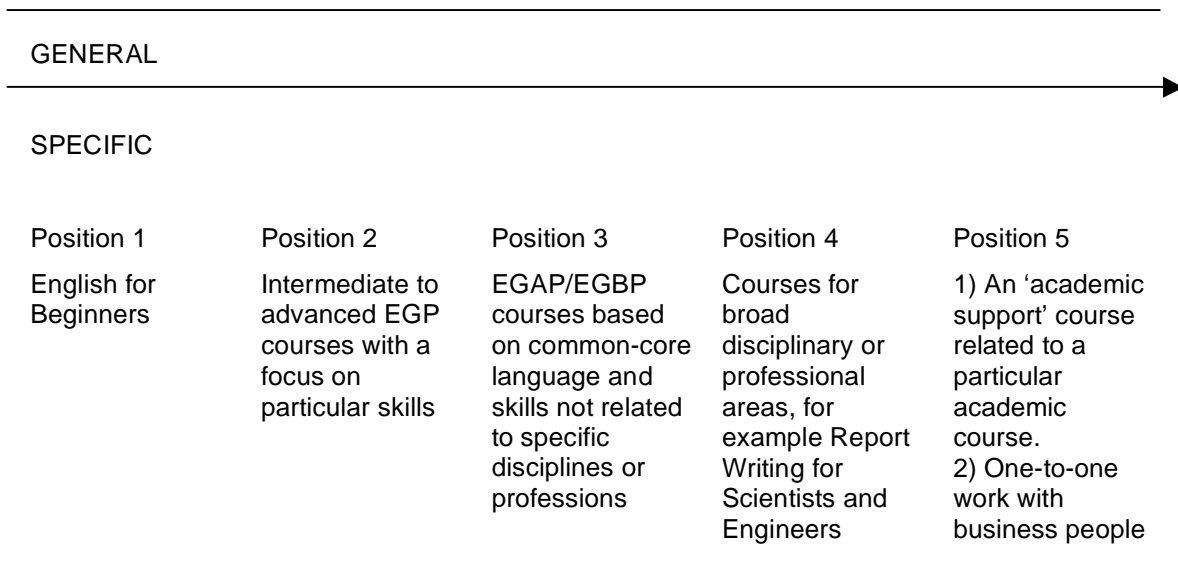 GENERAL
SPECIFIC
Position 1
English for
Beginners
Position 2
Intermediate to
advanced EGP
courses with a
focus on
particular skills
Position 3
EGAP/EGBP
courses based
on common-core
language and
skills not related
to specific
disciplines or
professions
Position 4
Courses for
broad
disciplinary or
professional
areas, for
example Report
Writing for
Scientists and
Engineers
Position 5
1) An ‘academic
support’ course
related to a
particular
academic
course.
2) One-to-one
work with
business people